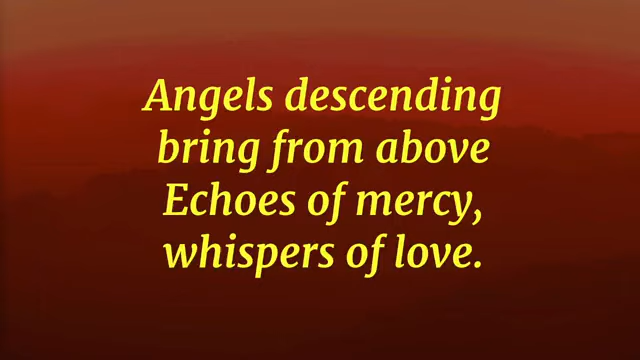 Angels descending
bring from above
Echoes of mercy,
whispers of love.